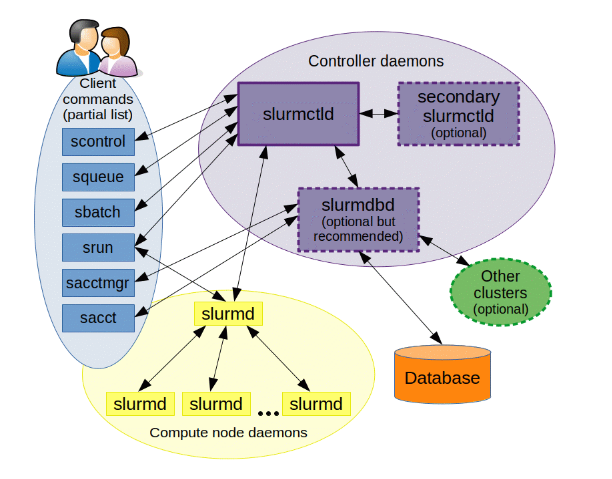 Client
commands
(partial list)
scontrol
squeue
sbatch
srun
sacctmgr
sacct
Controller daemons
slurmctld
secondary
slurmctld
(optional)
slurmdbd
(optional but
recommended)
Other
clusters
(optional)
Database
slurmd
slurmd
slurmd
...
slurmd
Compute node daemons